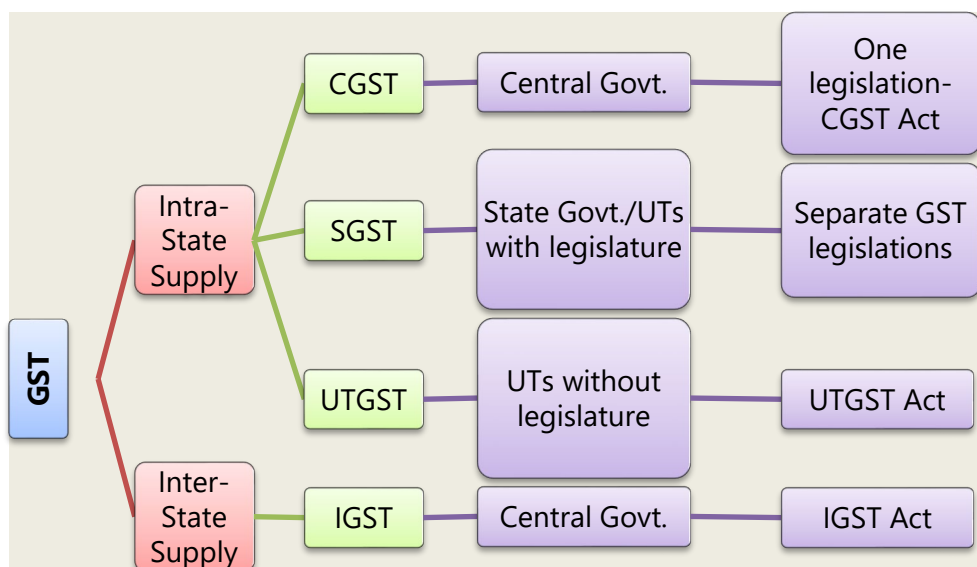 GST
Intra-
State
Supply
CGST
Central Govt.
One
legislation-
CGST Act
SGST
State Govt./UTs
with legislature
Separate GST
legislations
UTGST
UTs without
legislature
UTGST Act
Inter-
State
Supply
IGST
Central Govt.
IGST Act